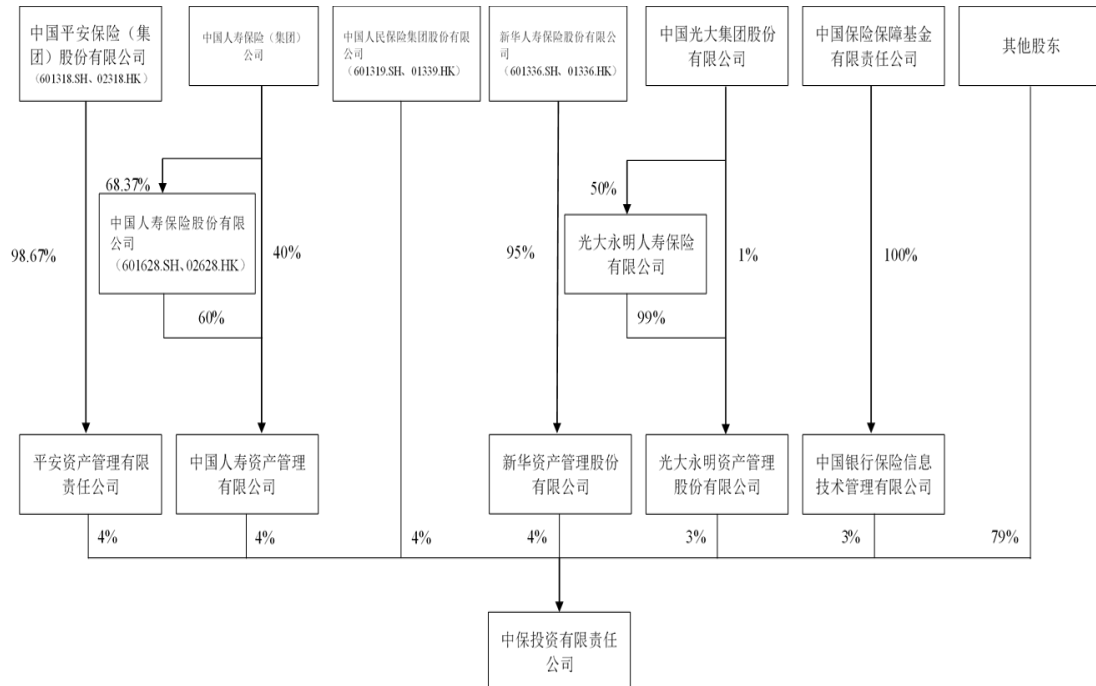 中国平安保险（集
团）股份有限公司
（601318.SH、02318.HK）
中国人寿保险（集团）
公司
中国人民保险集团股份有限
公司
（601319.SH、01339.HK）
新华人寿保险股份有限公
司
（601336.SH、01336.HK）
中国光大集团股份
有限公司
中国保险保障基金
有限责任公司
其他股东
68.37%
50%
中国人寿保险股份有限
公司
（601628.SH、02628.HK）
光大永明人寿保险
有限公司
98.67%
40%
95%
1%
100%
60%
99%
平安资产管理有限
责任公司
中国人寿资产管理
有限公司
新华资产管理股份
有限公司
光大永明资产管理
股份有限公司
中国银行保险信息
技术管理有限公司
4%
4%
4%
4%
3%
3%
79%
中保投资有限责任
公司